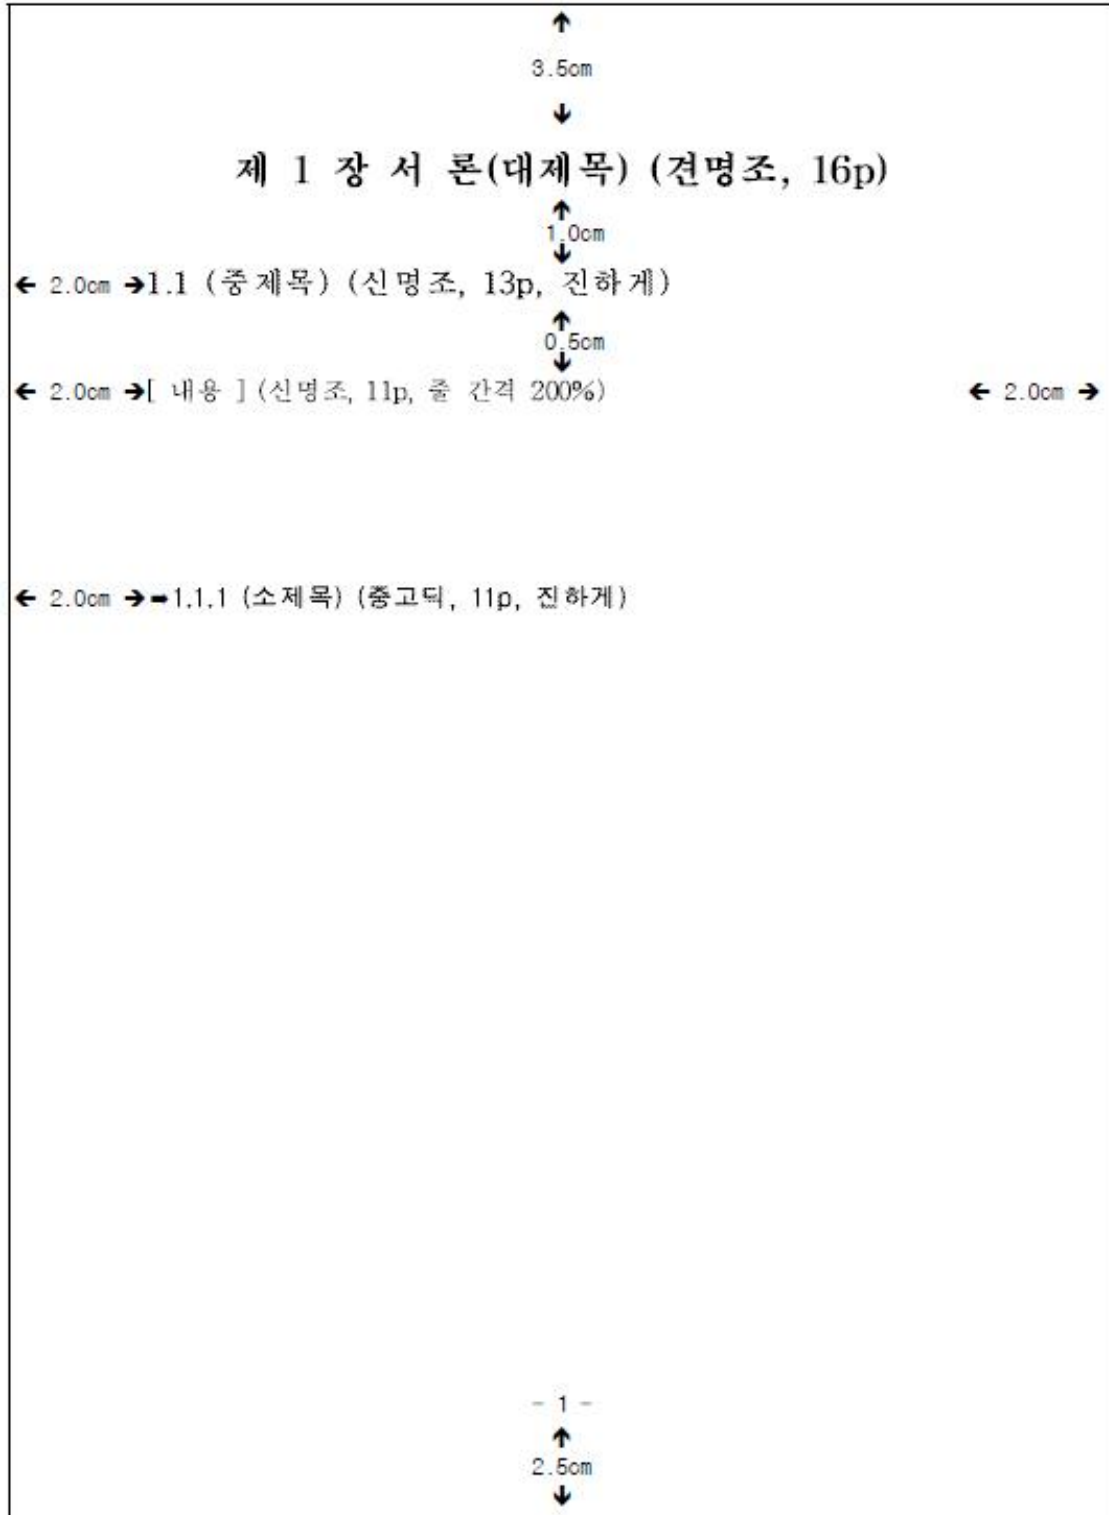 3.5cm
제 1 장 서 론(대제목) (견명조, 16p)
1.0cm
← 2.0cm →1.1 (중제목) (신명조, 13p, 진하게)
0.5cm
← 2.0cm →[ 내용 ] (신명조, 11p, 줄 간격 200%) ← 2.0cm →
← 2.0cm →➡1.1.1 (소제목) (중고딕, 11p, 진하게)
- 1 -
2.5cm